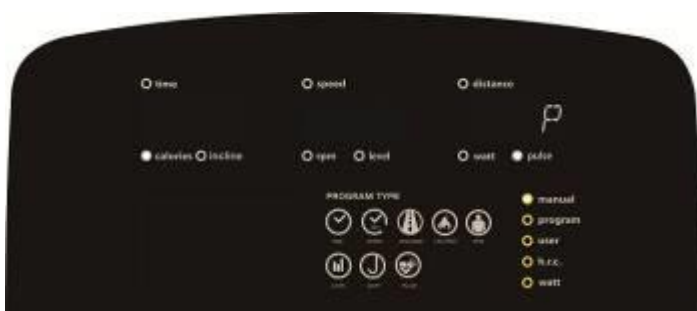 time speed distance
P
calories incline rpm level watt pulse
PROGRAM TYPE
manual
program
user
h.r.c.
watt